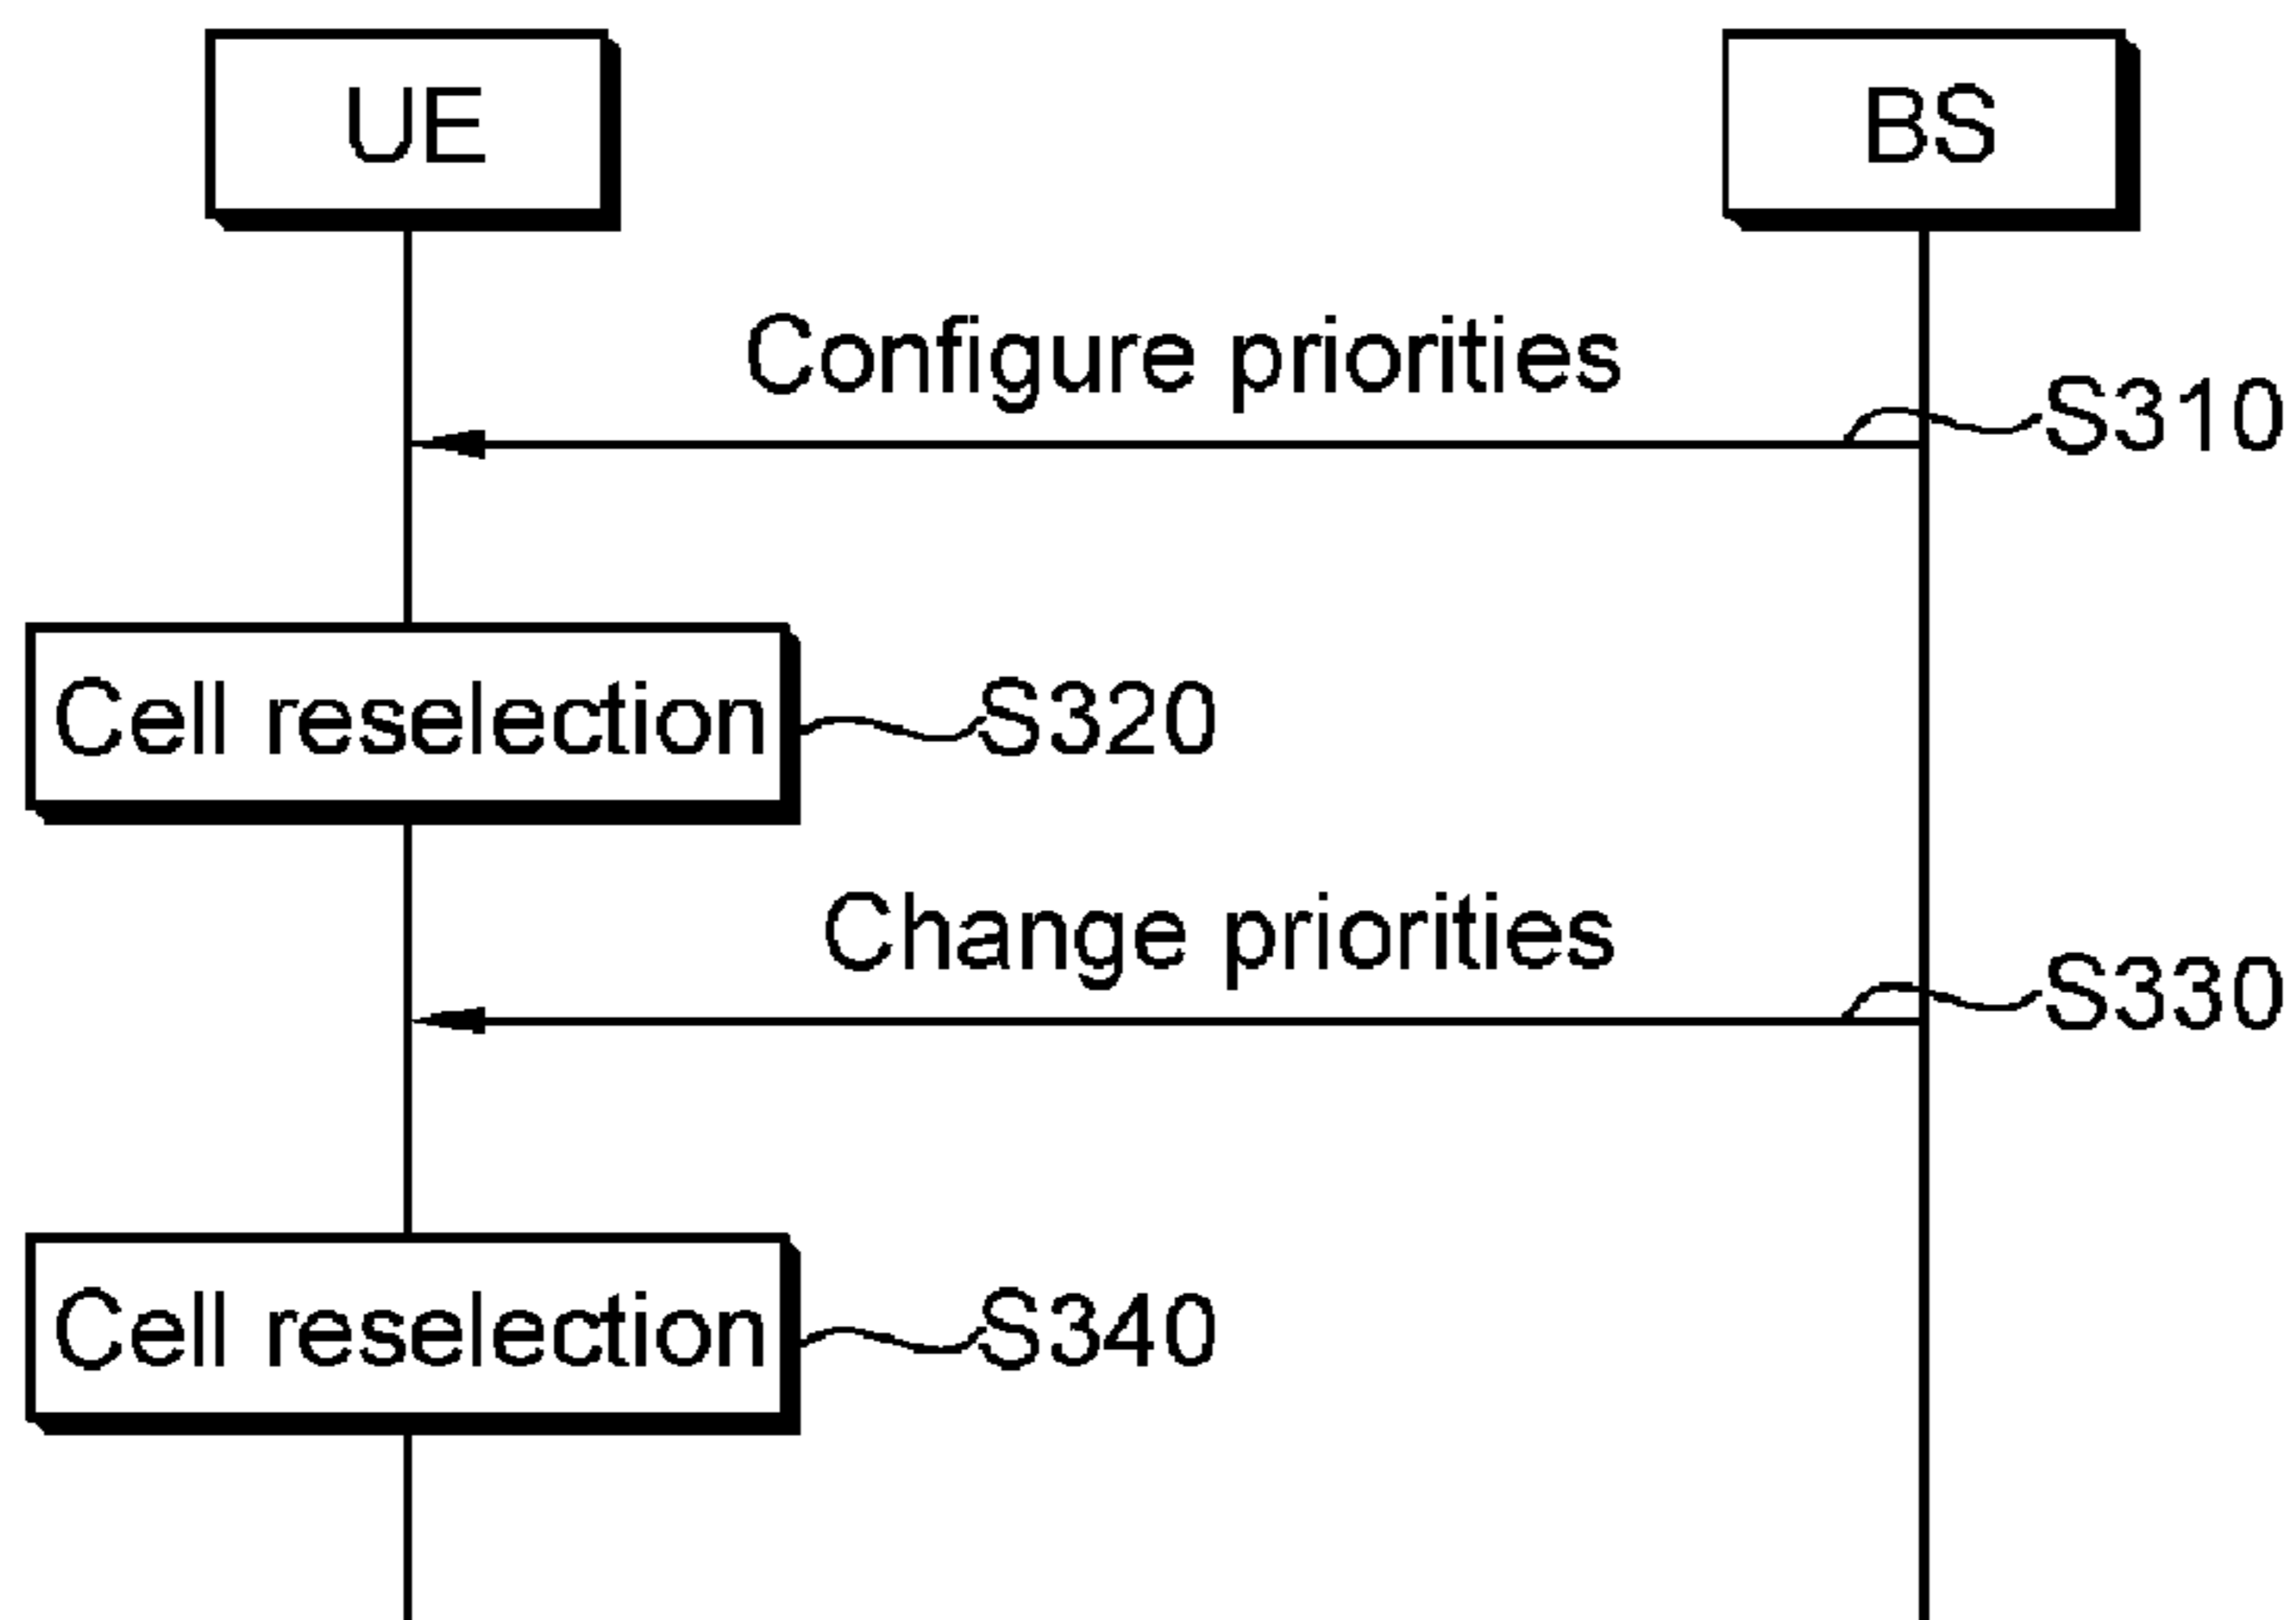 UE
BS
Configure priorities
S310
Cell reselection
S320
Change priorities
S330
Cell reselection
S340